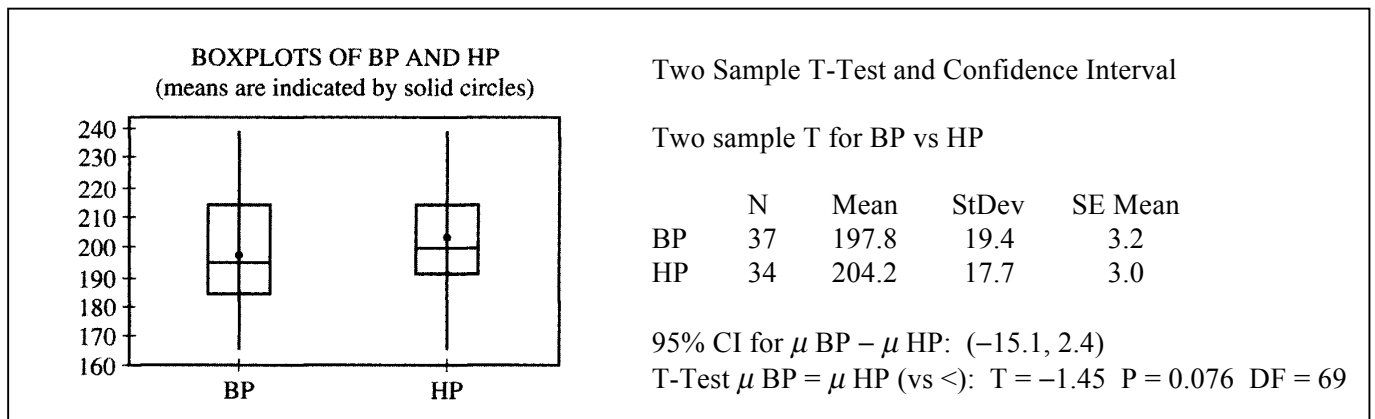 BOXPLOTS OF BP AND HP
(means are indicated by solid circles)
240
230
220
210
200
190
180
170
160
BP
HP
Two Sample T-Test and Confidence Interval
Two sample T for BP vs HP
N Mean StDev SE Mean
BP 37 197.8 19.4 3.2
HP 34 204.2 17.7 3.0
95% CI for μ BP – μ HP: (–15.1, 2.4)
T-Test μ BP = μ HP (vs <): T = –1.45 P = 0.076 DF = 69